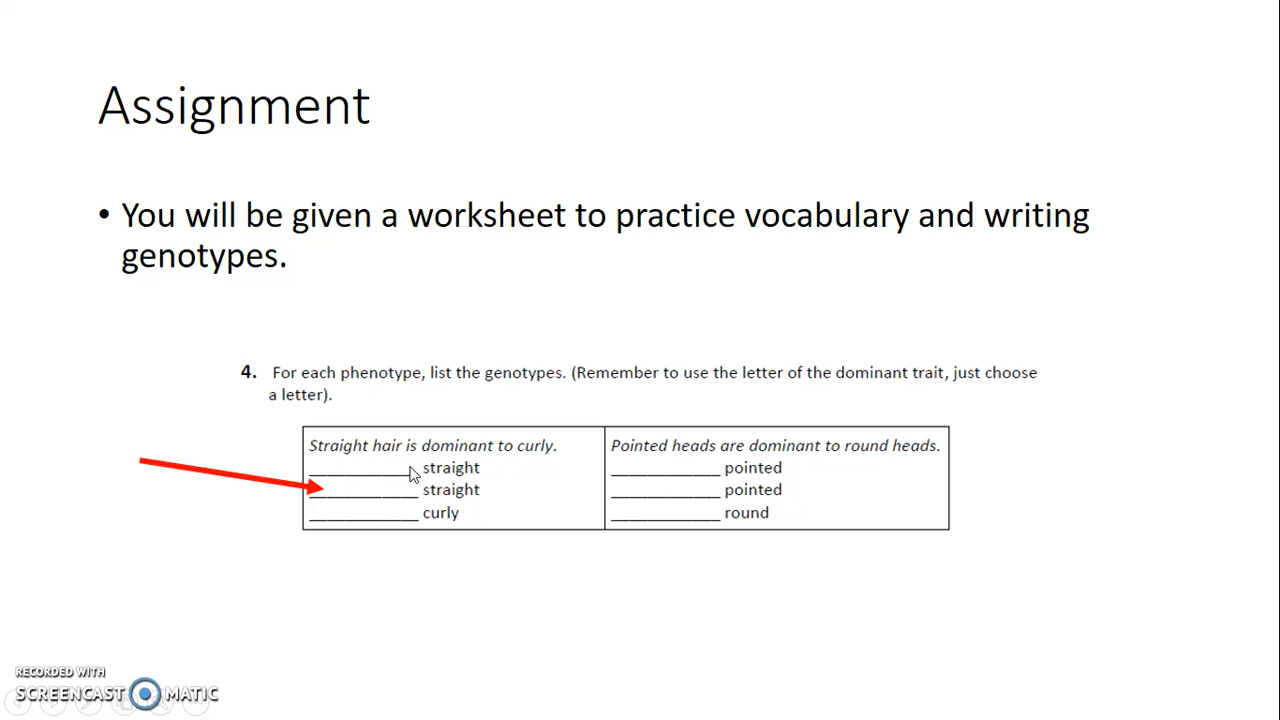 Assignment
• You will be given a worksheet to practice vocabulary and writing
genotypes.
4. For each phenotype, list the genotypes. (Remember to use the letter of the dominant trait, just choose
a letter).
Straight hair is dominant to curly.
____________ straight
____________ straight
____________ curly
Pointed heads are dominant to round heads.
____________ pointed
____________ pointed
____________ round
RECORDED WITH
SCREENCAST MATIC